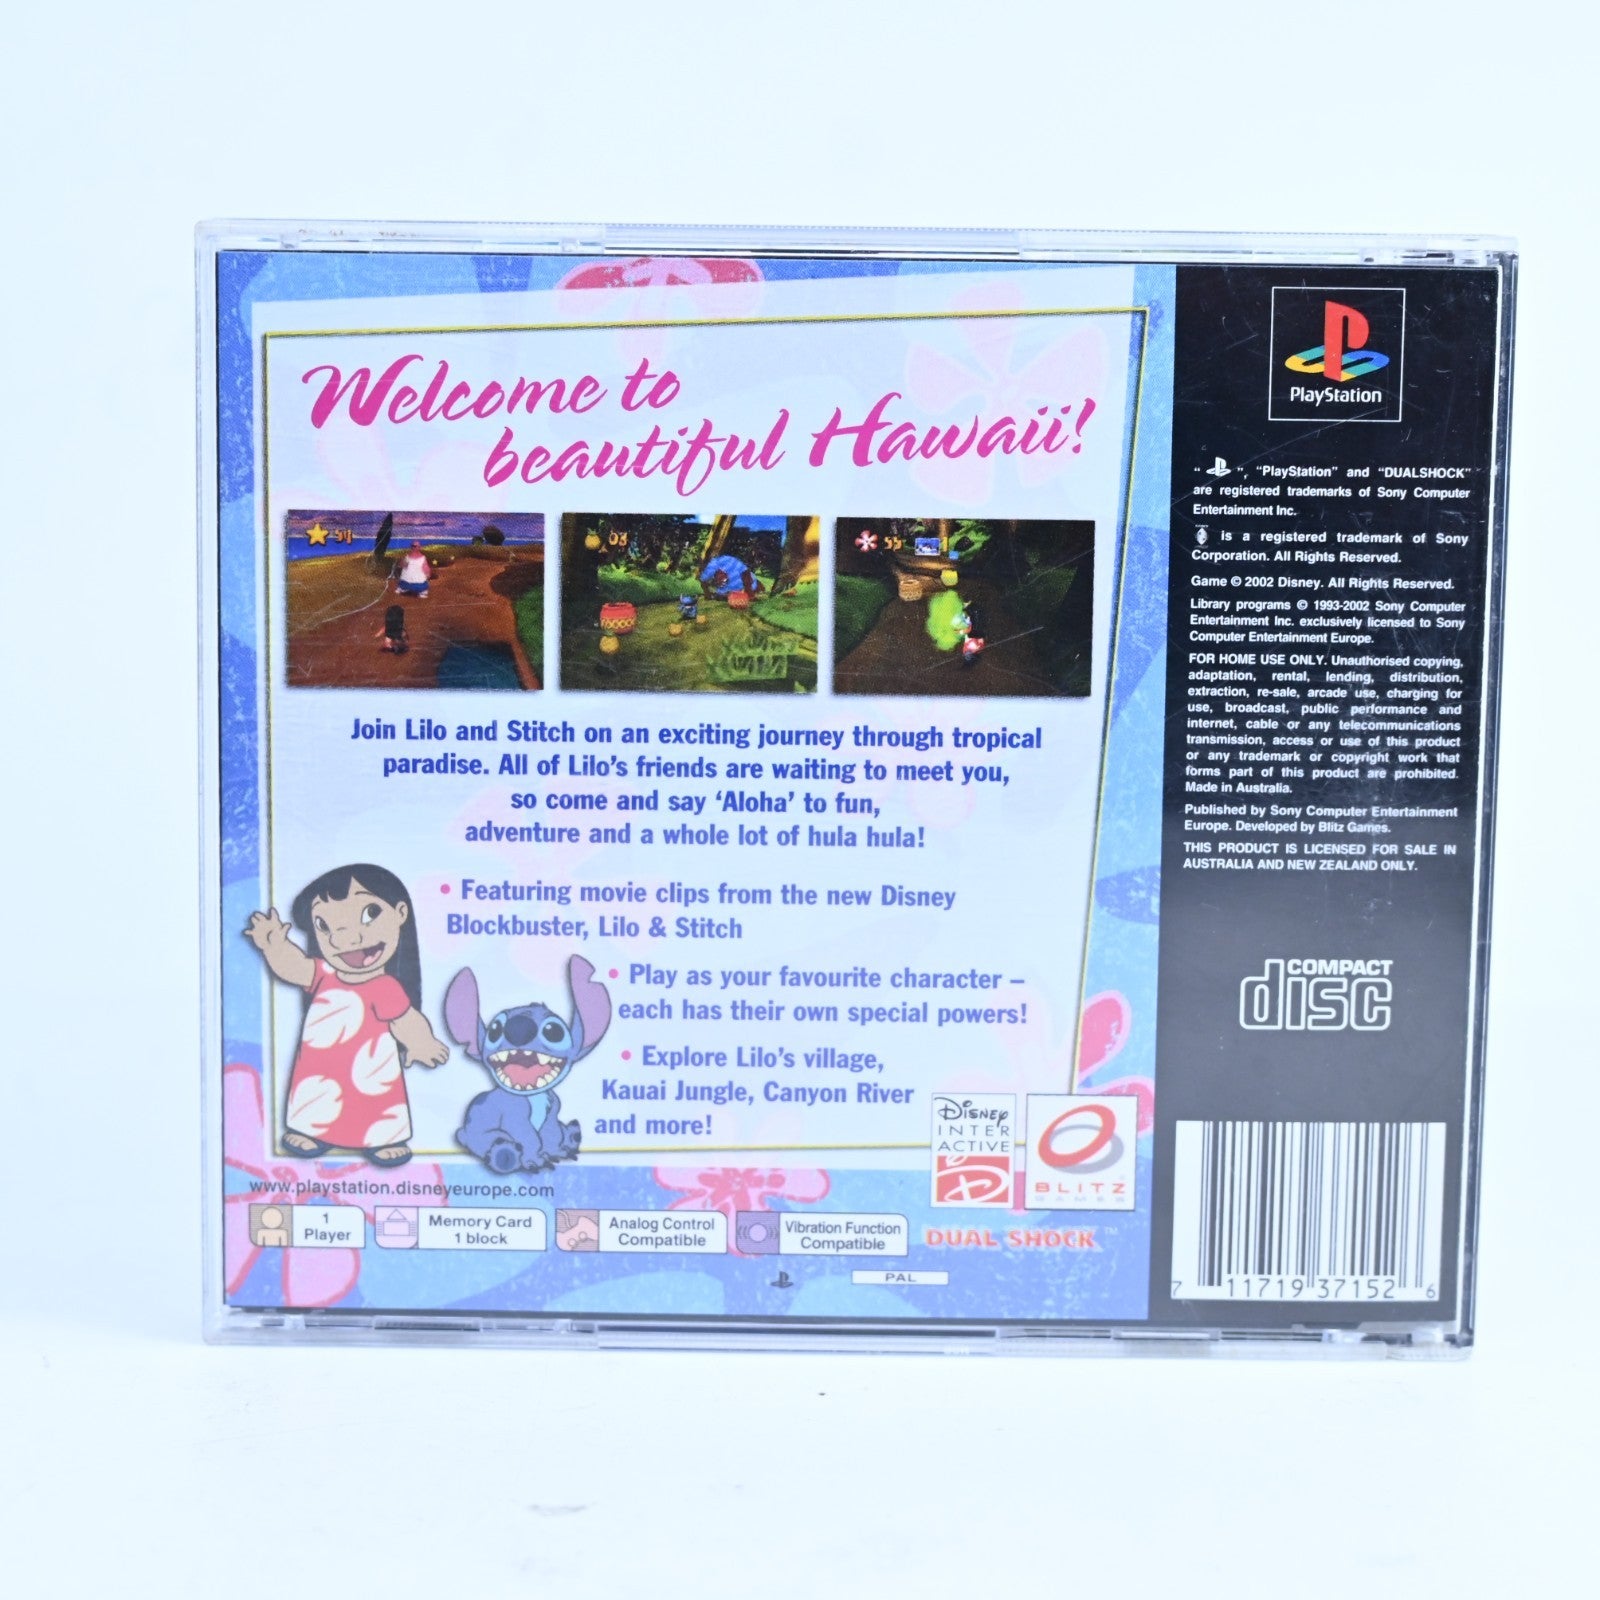 Welcome to
beautiful Hawaii!
94
03
55
Join Lilo and Stitch on an exciting journey through tropical
paradise. All of Lilo's friends are waiting to meet you,
so come and say 'Aloha' to fun,
adventure and a whole lot of hula hula!
• Featuring movie clips from the new Disney
Blockbuster, Lilo & Stitch
• Play as your favourite character –
each has their own special powers!
• Explore Lilo's village,
Kauai Jungle, Canyon River
and more!
DISNEY
INTER
ACTIVE
BLITZ
GAMES
www.playstation.disneyeurope.com
1
Player
Memory Card
1 block
Analog Control
Compatible
Vibration Function
Compatible
DUAL SHOCK™
PAL
PlayStation
" ", "PlayStation" and "DUALSHOCK"
are registered trademarks of Sony Computer
Entertainment Inc.
is a registered trademark of Sony
Corporation. All Rights Reserved.
Game © 2002 Disney. All Rights Reserved.
Library programs © 1993-2002 Sony Computer
Entertainment Inc. exclusively licensed to Sony
Computer Entertainment Europe.
FOR HOME USE ONLY. Unauthorised copying,
adaptation, rental, lending, distribution,
extraction, re-sale, arcade use, charging for
use, broadcast, public performance and
internet, cable or any telecommunications
transmission, access or use of this product
or any trademark or copyright work that
forms part of this product are prohibited.
Made in Australia.
Published by Sony Computer Entertainment
Europe. Developed by Blitz Games.
THIS PRODUCT IS LICENSED FOR SALE IN
AUSTRALIA AND NEW ZEALAND ONLY.
COMPACT
disc
7 11719 37152 6